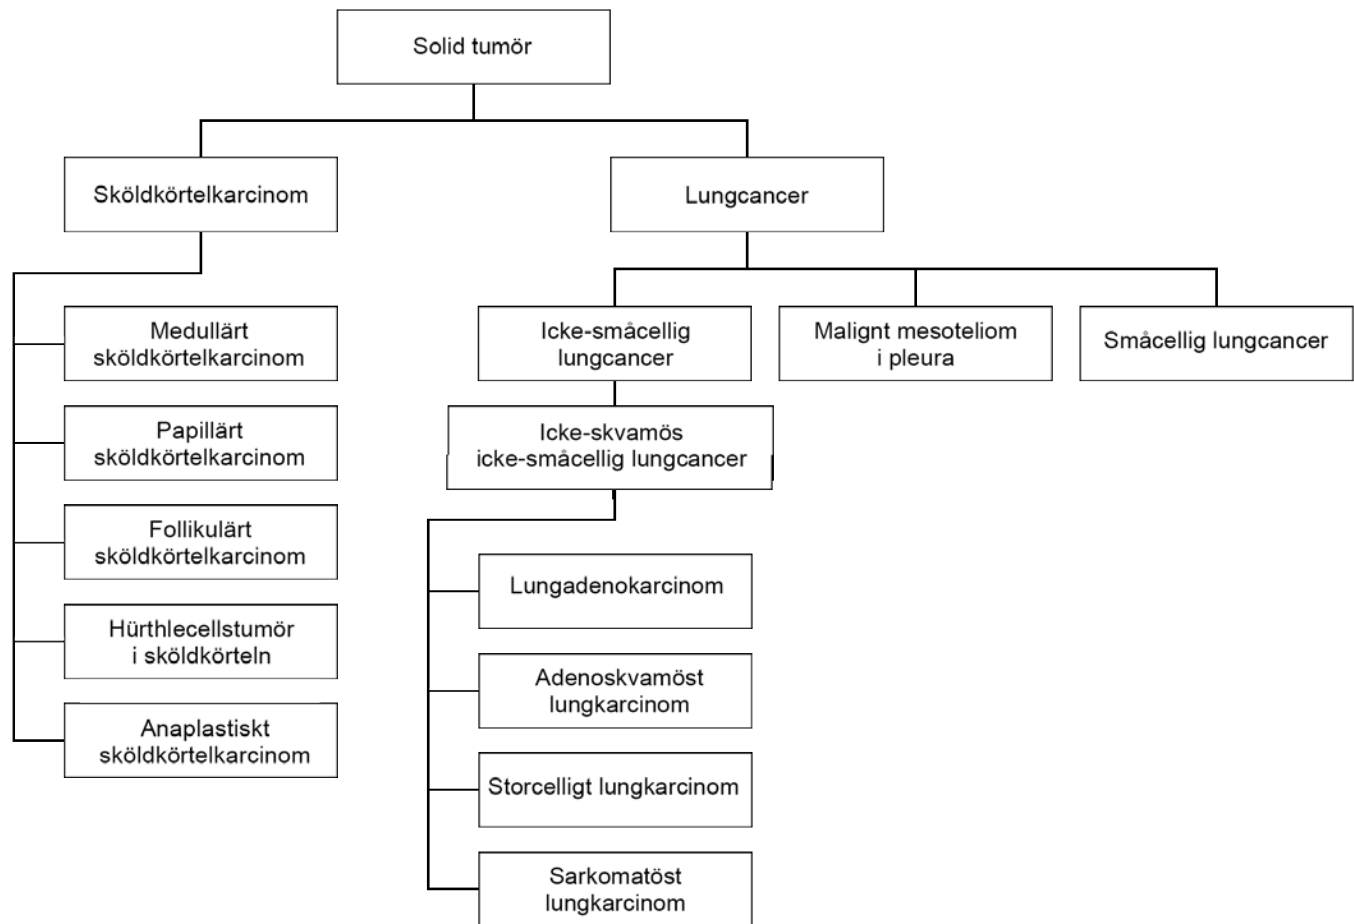 Solid tumör
Sköldkörtelkarcinom
Lungcancer
Medullärt
sköldkörtelkarcinom
Papillärt
sköldkörtelkarcinom
Follikulärt
sköldkörtelkarcinom
Hürthlecellstumör
i sköldkörteln
Anaplastiskt
sköldkörtelkarcinom
Icke-småcellig
lungcancer
Malignt mesoteliom
i pleura
Småcellig lungcancer
Icke-skvamös
icke-småcellig lungcancer
Lungadenokarcinom
Adenoskvamöst
lungkarcinom
Storcelligt lungkarcinom
Sarkomatöst
lungkarcinom